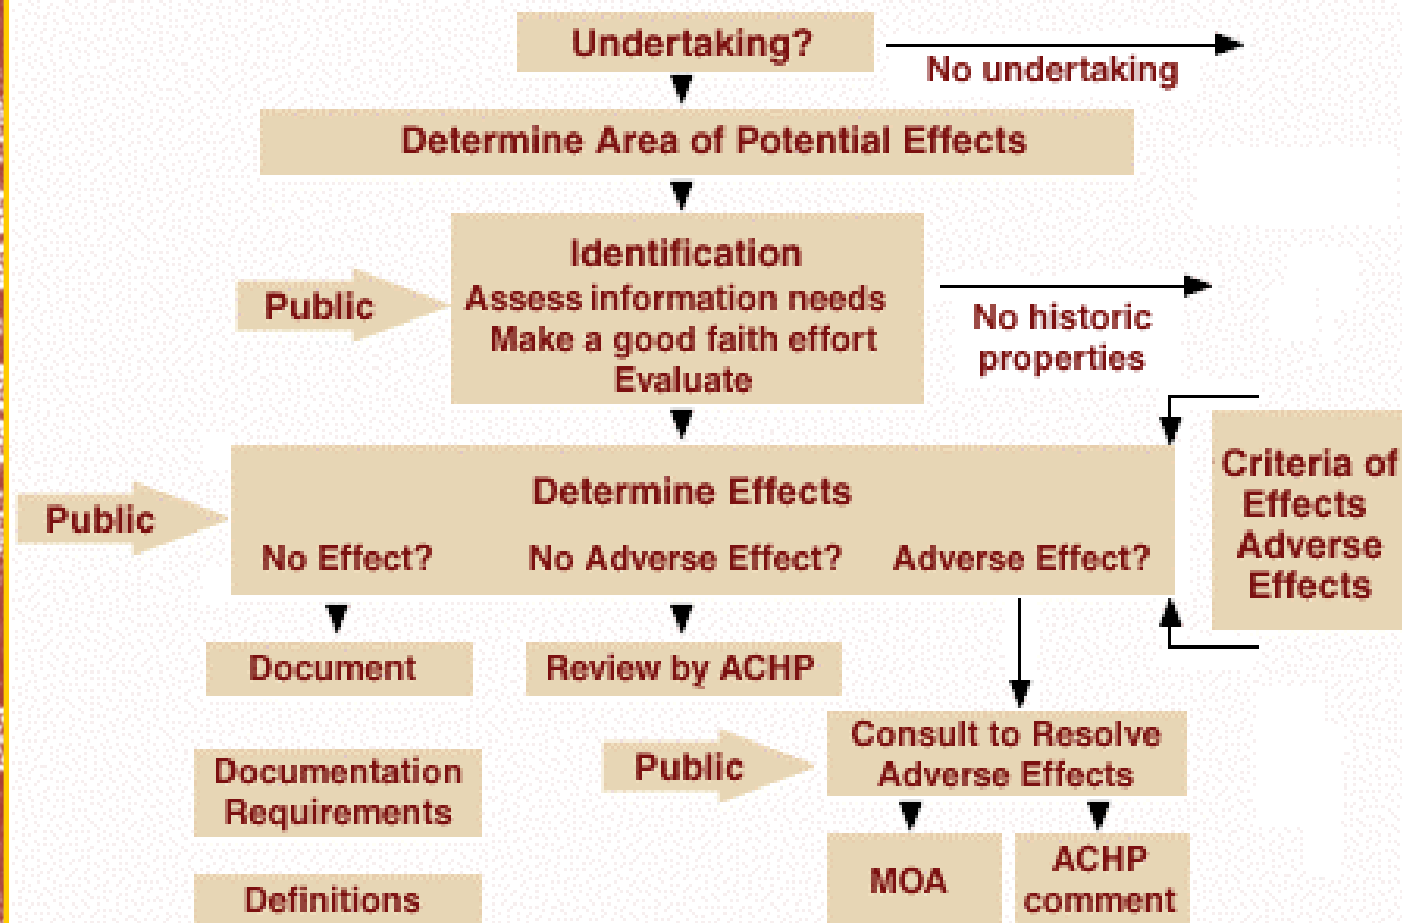 Undertaking?
No undertaking
Determine Area of Potential Effects
Identification
Assess information needs
Make a good faith effort
Evaluate
Public
No historic
properties
Determine Effects
No Effect? No Adverse Effect? Adverse Effect?
Public
Criteria of
Effects
Adverse
Effects
Document
Review by ACHP
Public
Consult to Resolve
Adverse Effects
Documentation
Requirements
MOA
ACHP
comment
Definitions